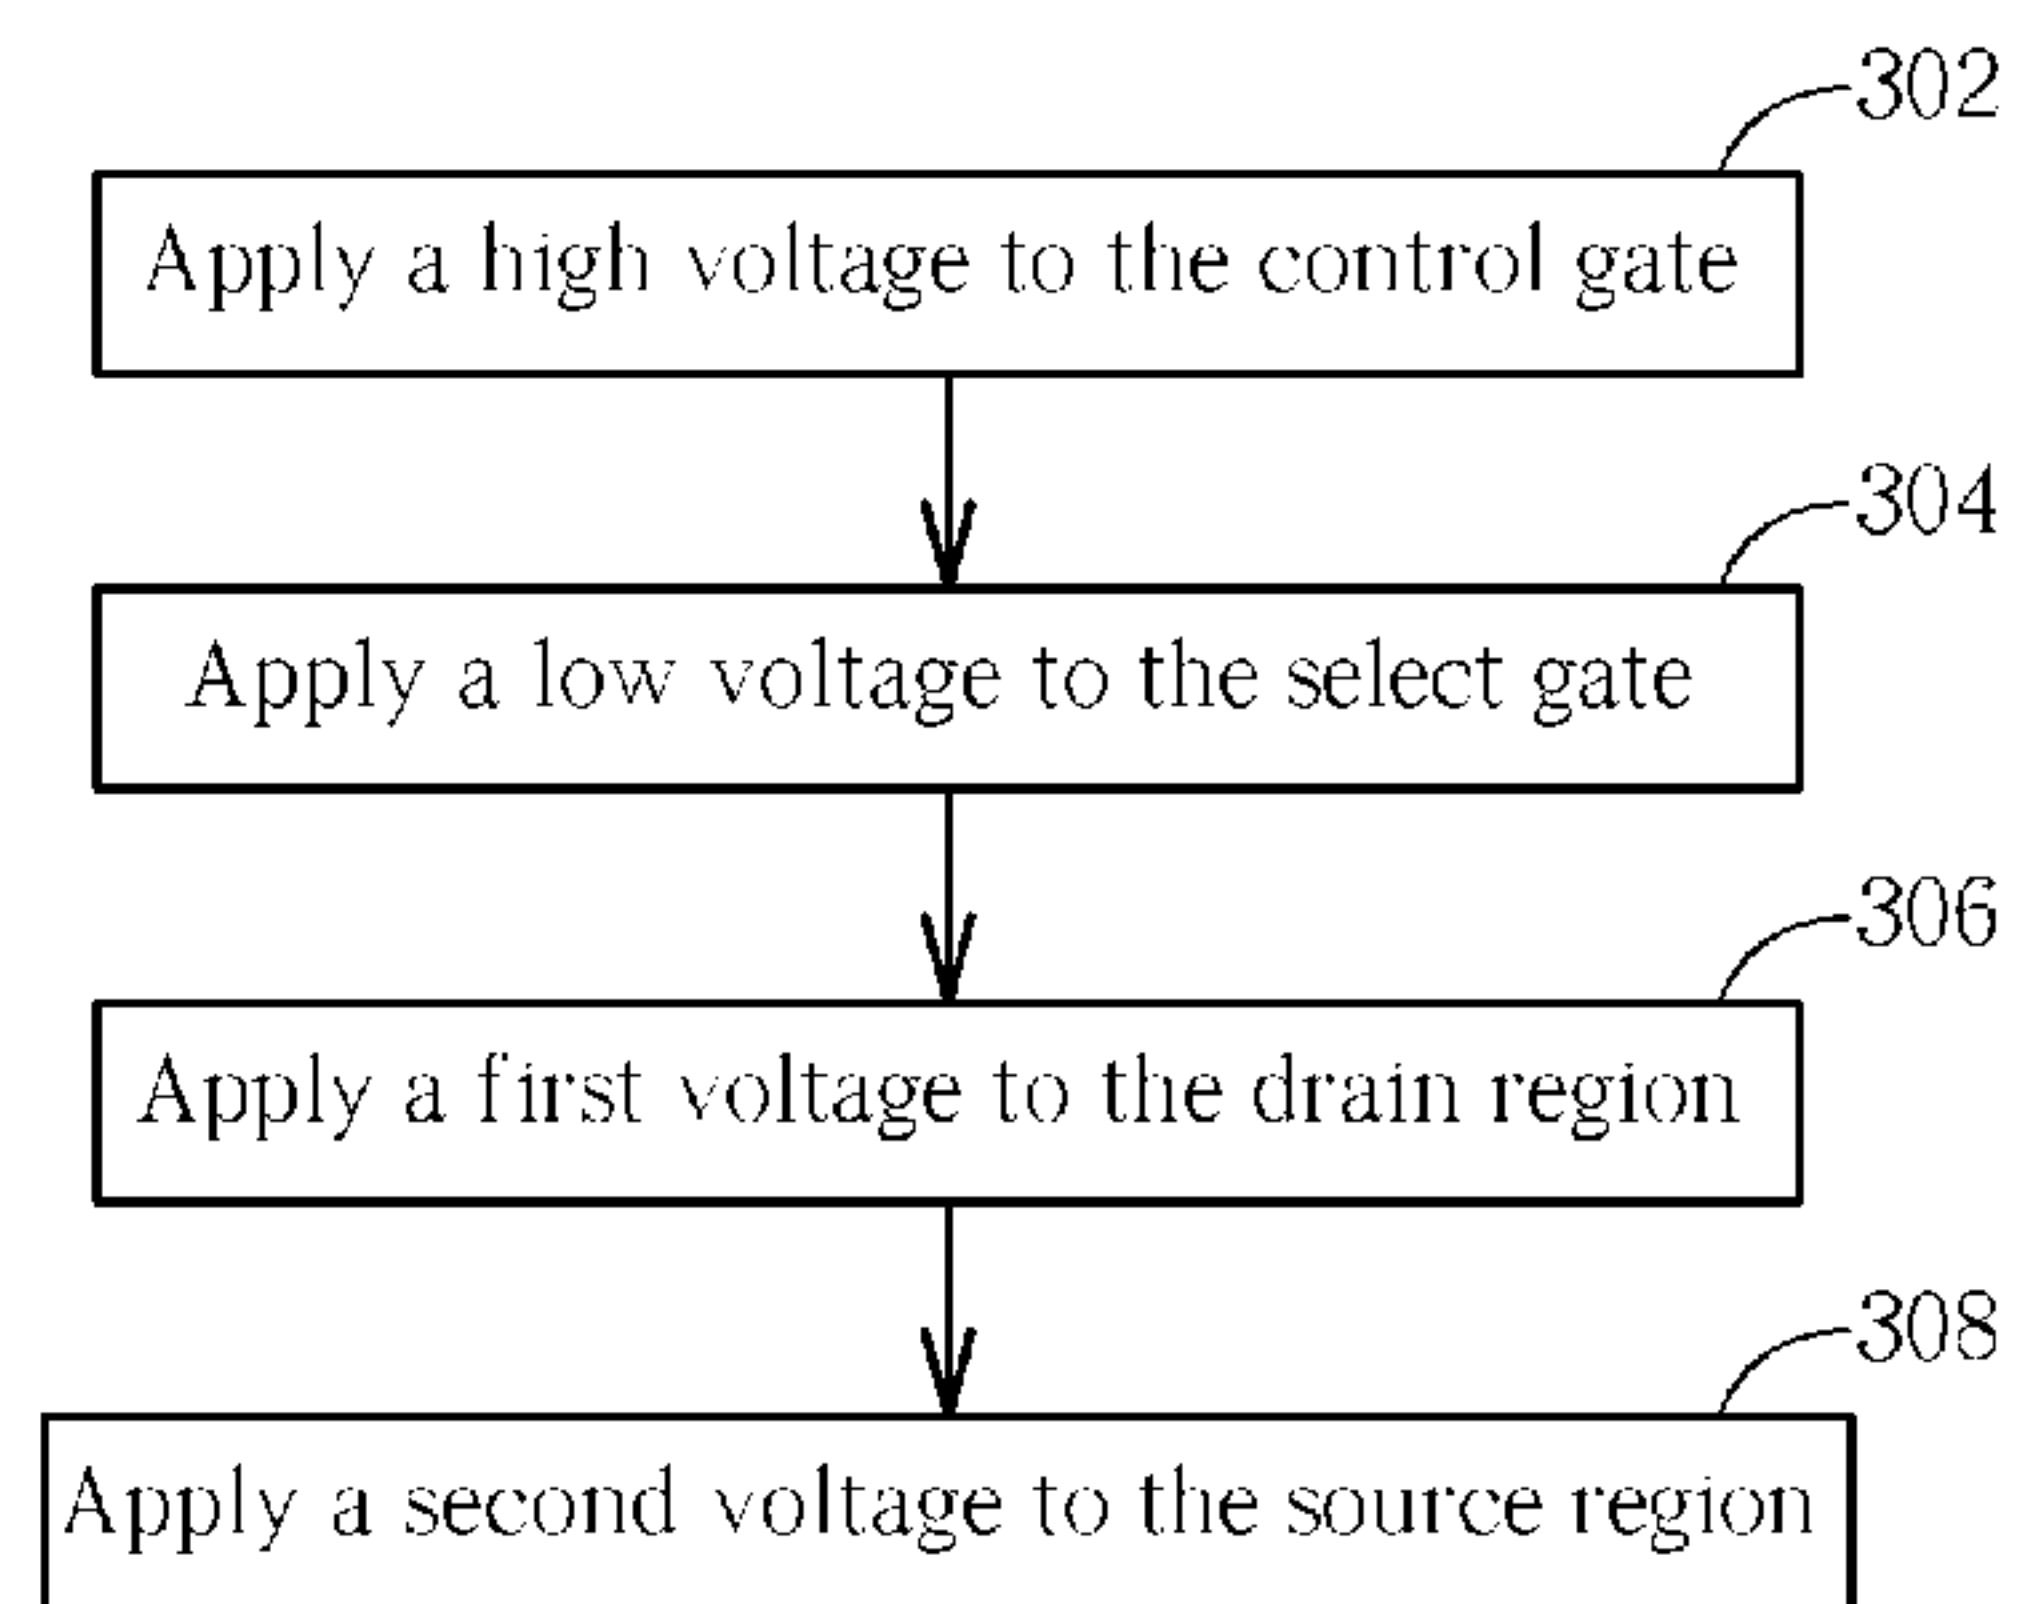 302
Apply a high voltage to the control gate
304
Apply a low voltage to the select gate
306
Apply a first voltage to the drain region
308
Apply a second voltage to the source region